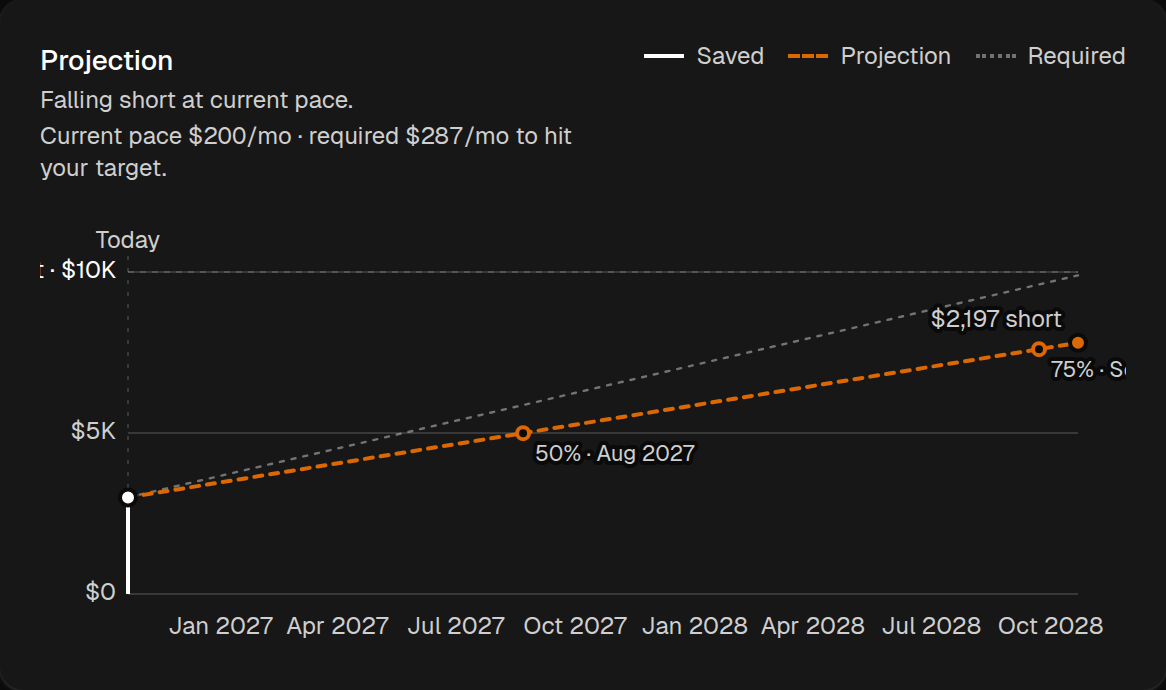 Projection
Saved
Projection
Required
Falling short at current pace.
Current pace $200/mo · required $287/mo to hit
your target.
Today
t · $10K
$2,197 short
75% · S
$5K
50% · Aug 2027
$0
Jan 2027 Apr 2027 Jul 2027 Oct 2027 Jan 2028 Apr 2028 Jul 2028 Oct 2028